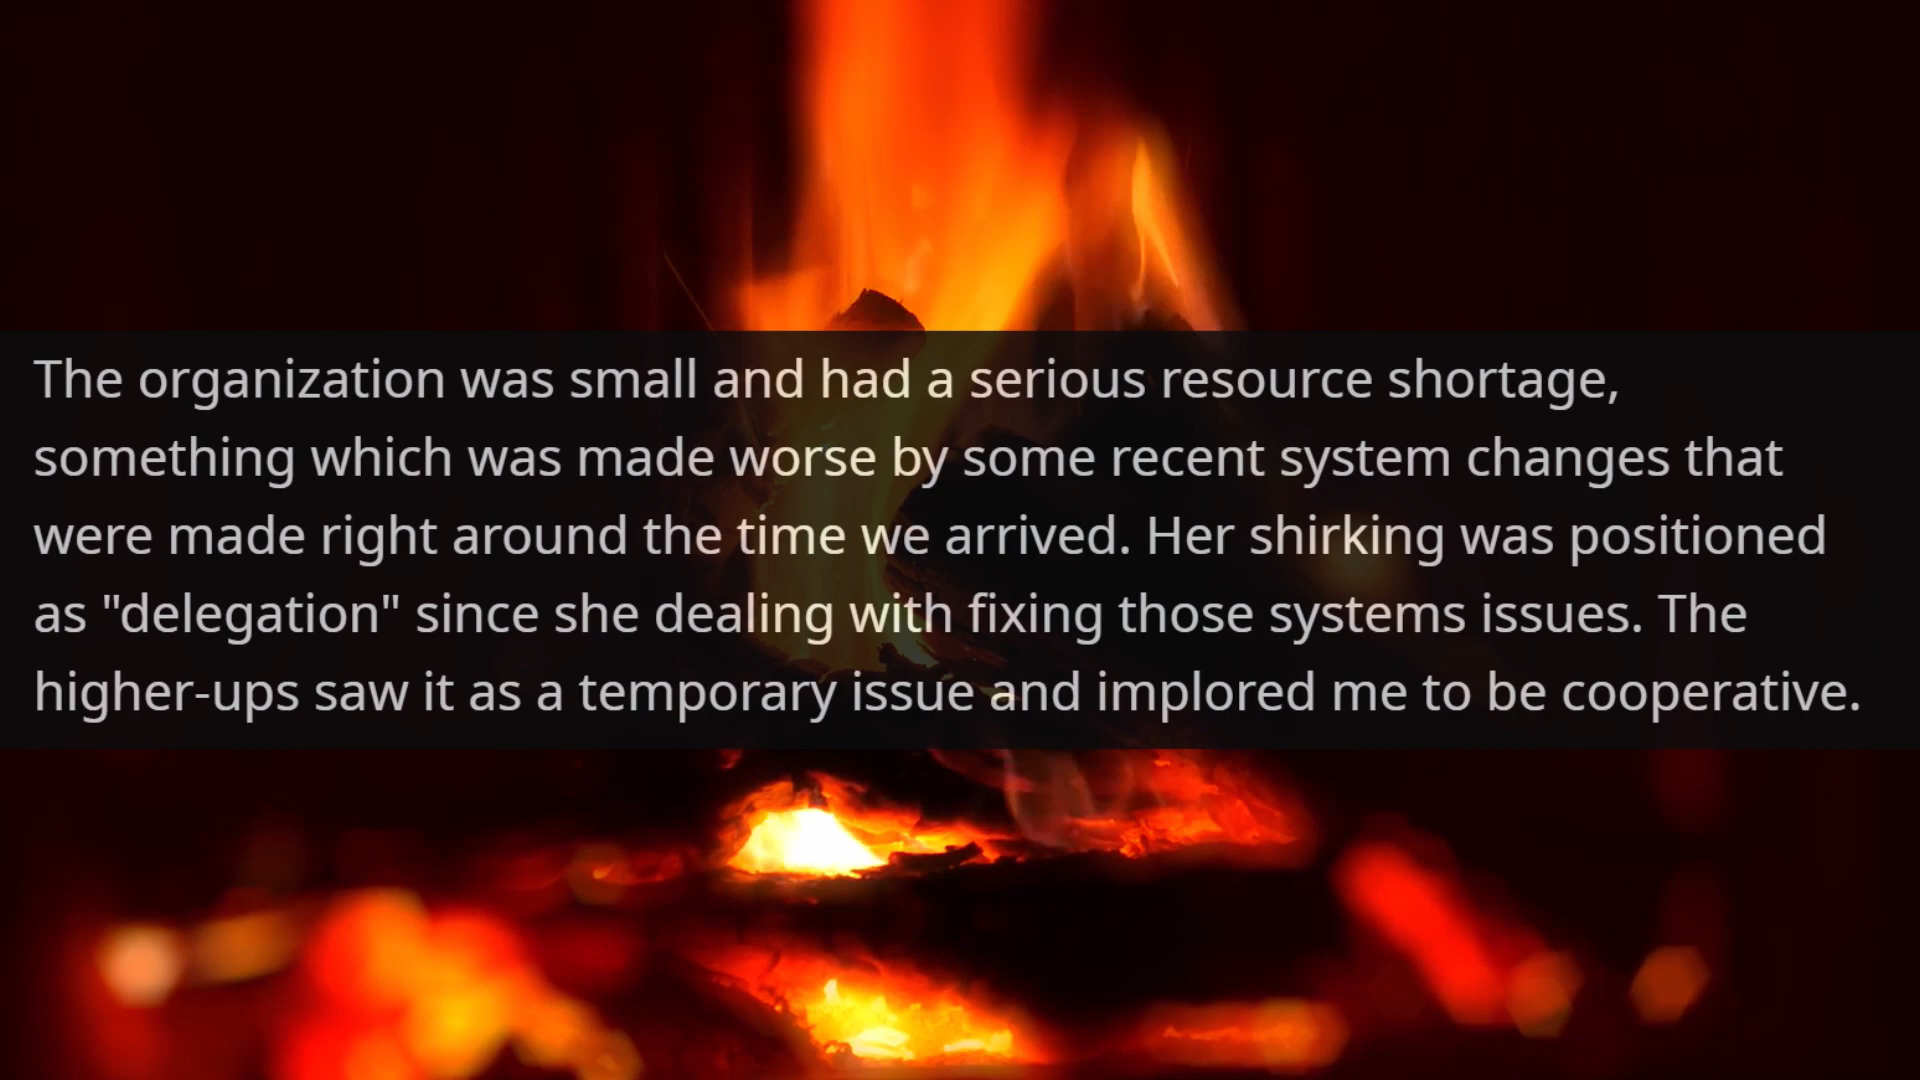 The organization was small and had a serious resource shortage,
something which was made worse by some recent system changes that
were made right around the time we arrived. Her shirking was positioned
as "delegation" since she dealing with fixing those systems issues. The
higher-ups saw it as a temporary issue and implored me to be cooperative.